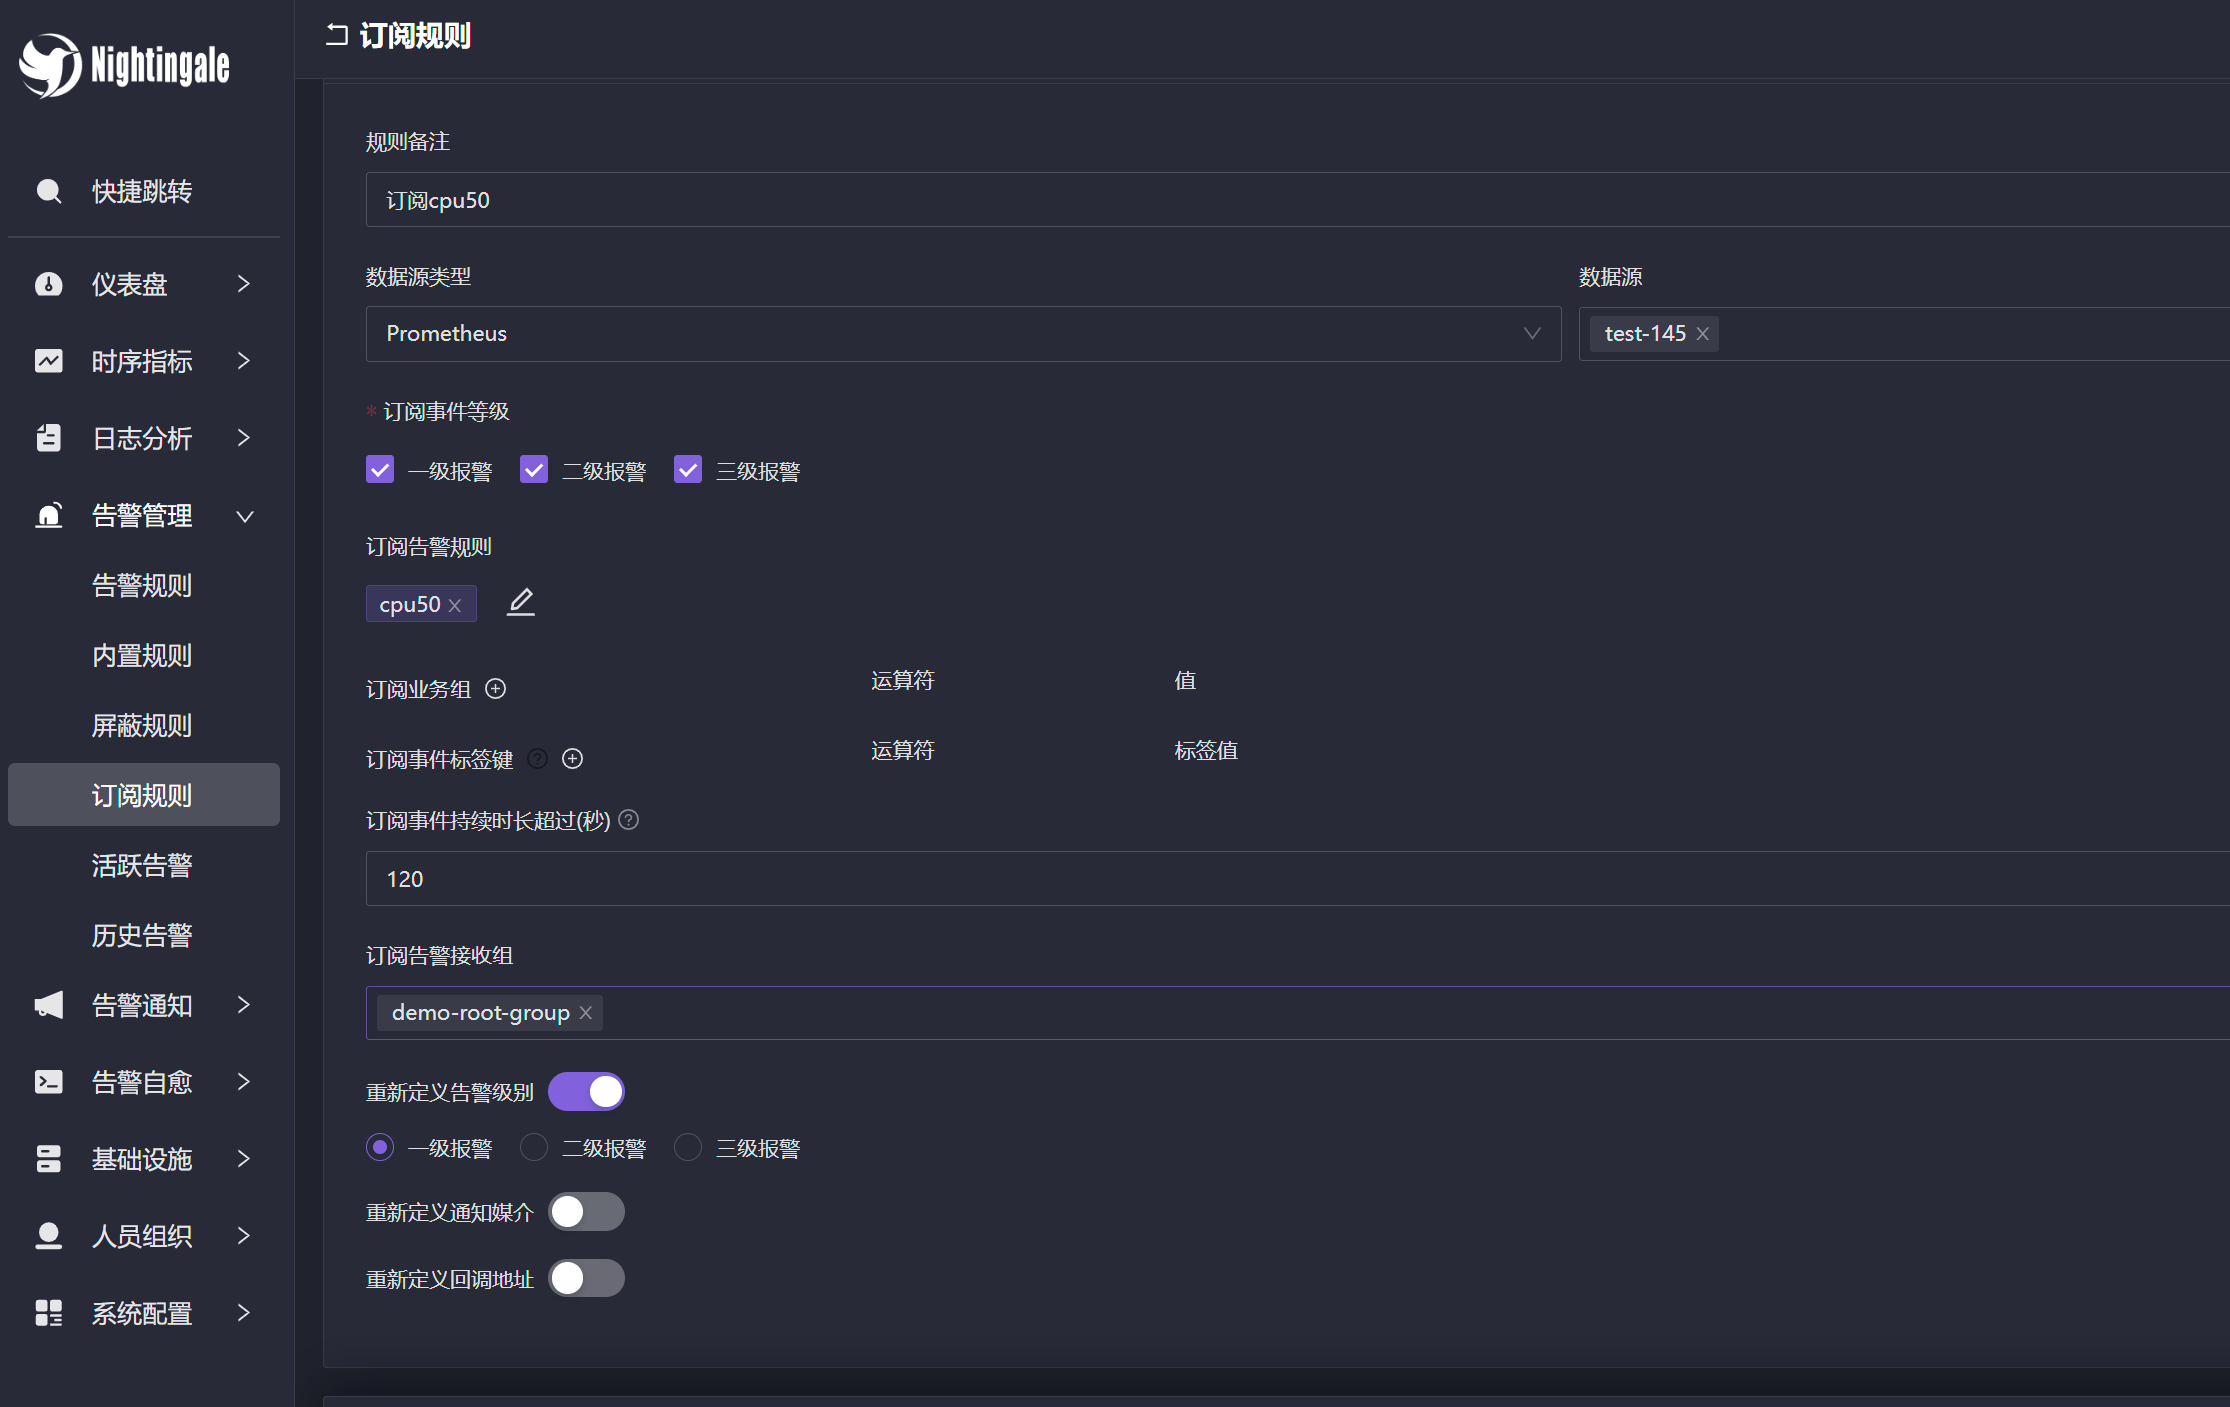 Nightingale
快捷跳转
仪表盘
时序指标
日志分析
告警管理
告警规则
内置规则
屏蔽规则
订阅规则
活跃告警
历史告警
告警通知
告警自愈
基础设施
人员组织
系统配置
订阅规则
规则备注
订阅cpu50
数据源类型 数据源
Prometheus test-145
* 订阅事件等级
一级报警 二级报警 三级报警
订阅告警规则
cpu50
订阅业务组 运算符 值
订阅事件标签键 运算符 标签值
订阅事件持续时长超过(秒)
120
订阅告警接收组
demo-root-group
重新定义告警级别
一级报警 二级报警 三级报警
重新定义通知媒介
重新定义回调地址